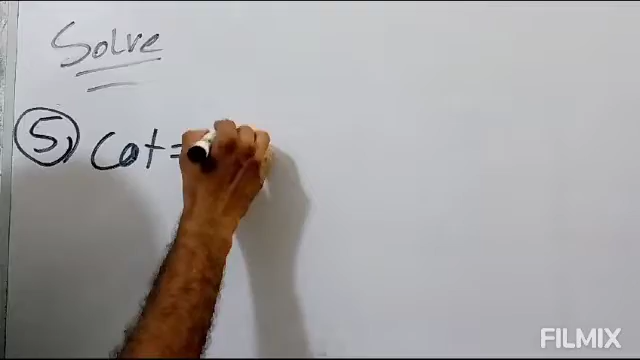 Solve
5) Cot =
FILMIX